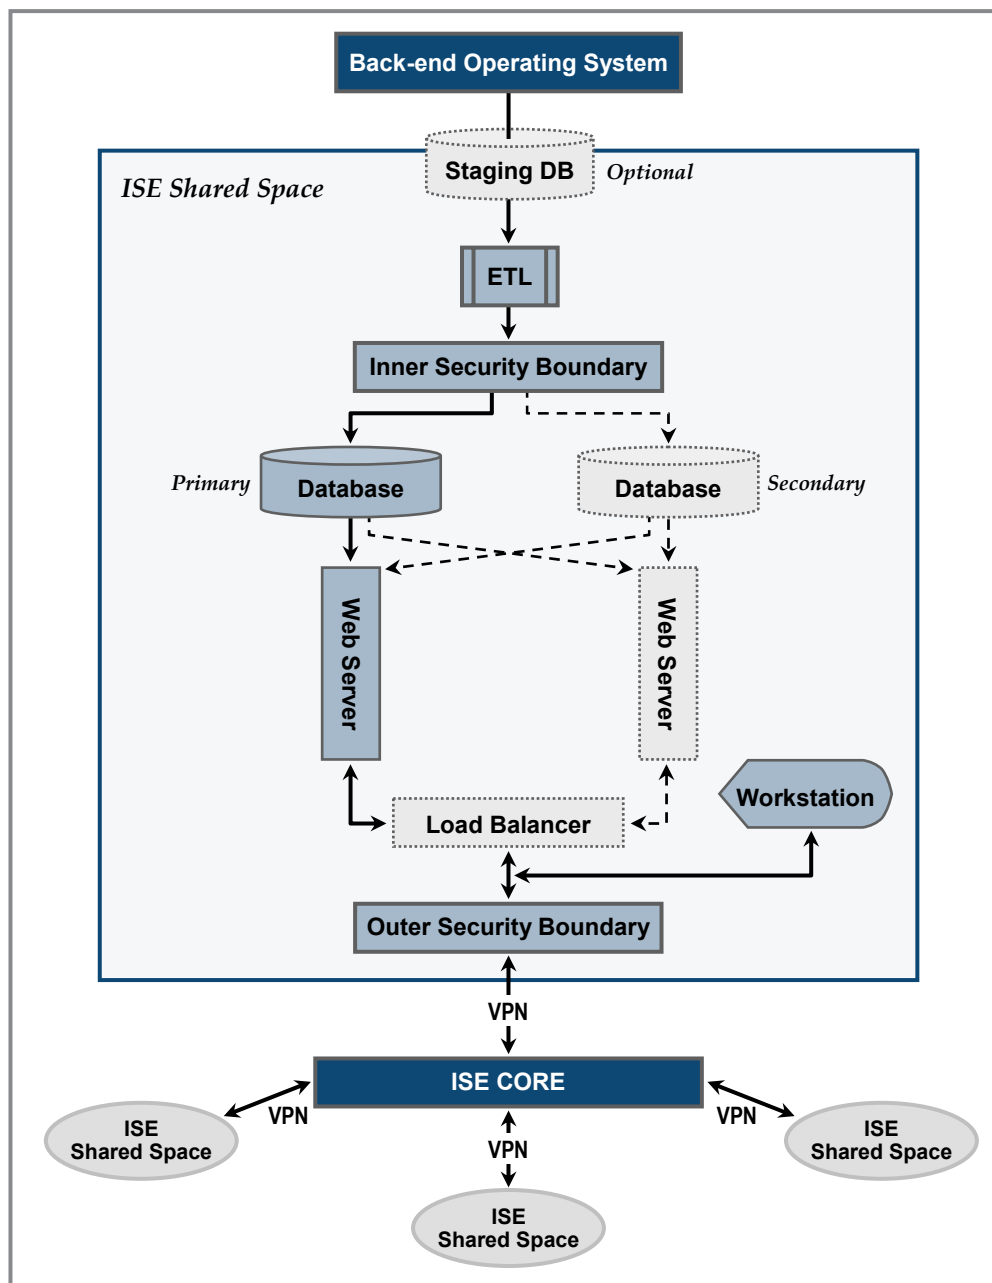 Back-end Operating System
Staging DB
Optional
ISE Shared Space
ETL
Inner Security Boundary
Primary
Database
Database
Secondary
Web Server
Web Server
Workstation
Load Balancer
Outer Security Boundary
VPN
ISE CORE
VPN
VPN
VPN
ISE
Shared Space
ISE
Shared Space
ISE
Shared Space